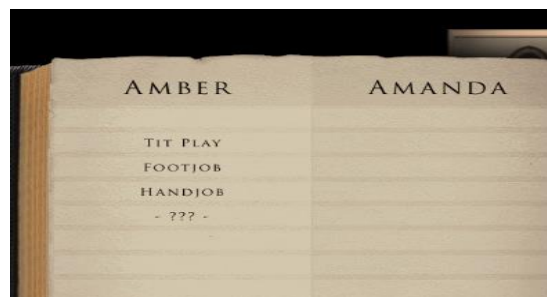 AMBER
AMANDA
TIT PLAY
FOOTJOB
HANDJOB
- ??? -